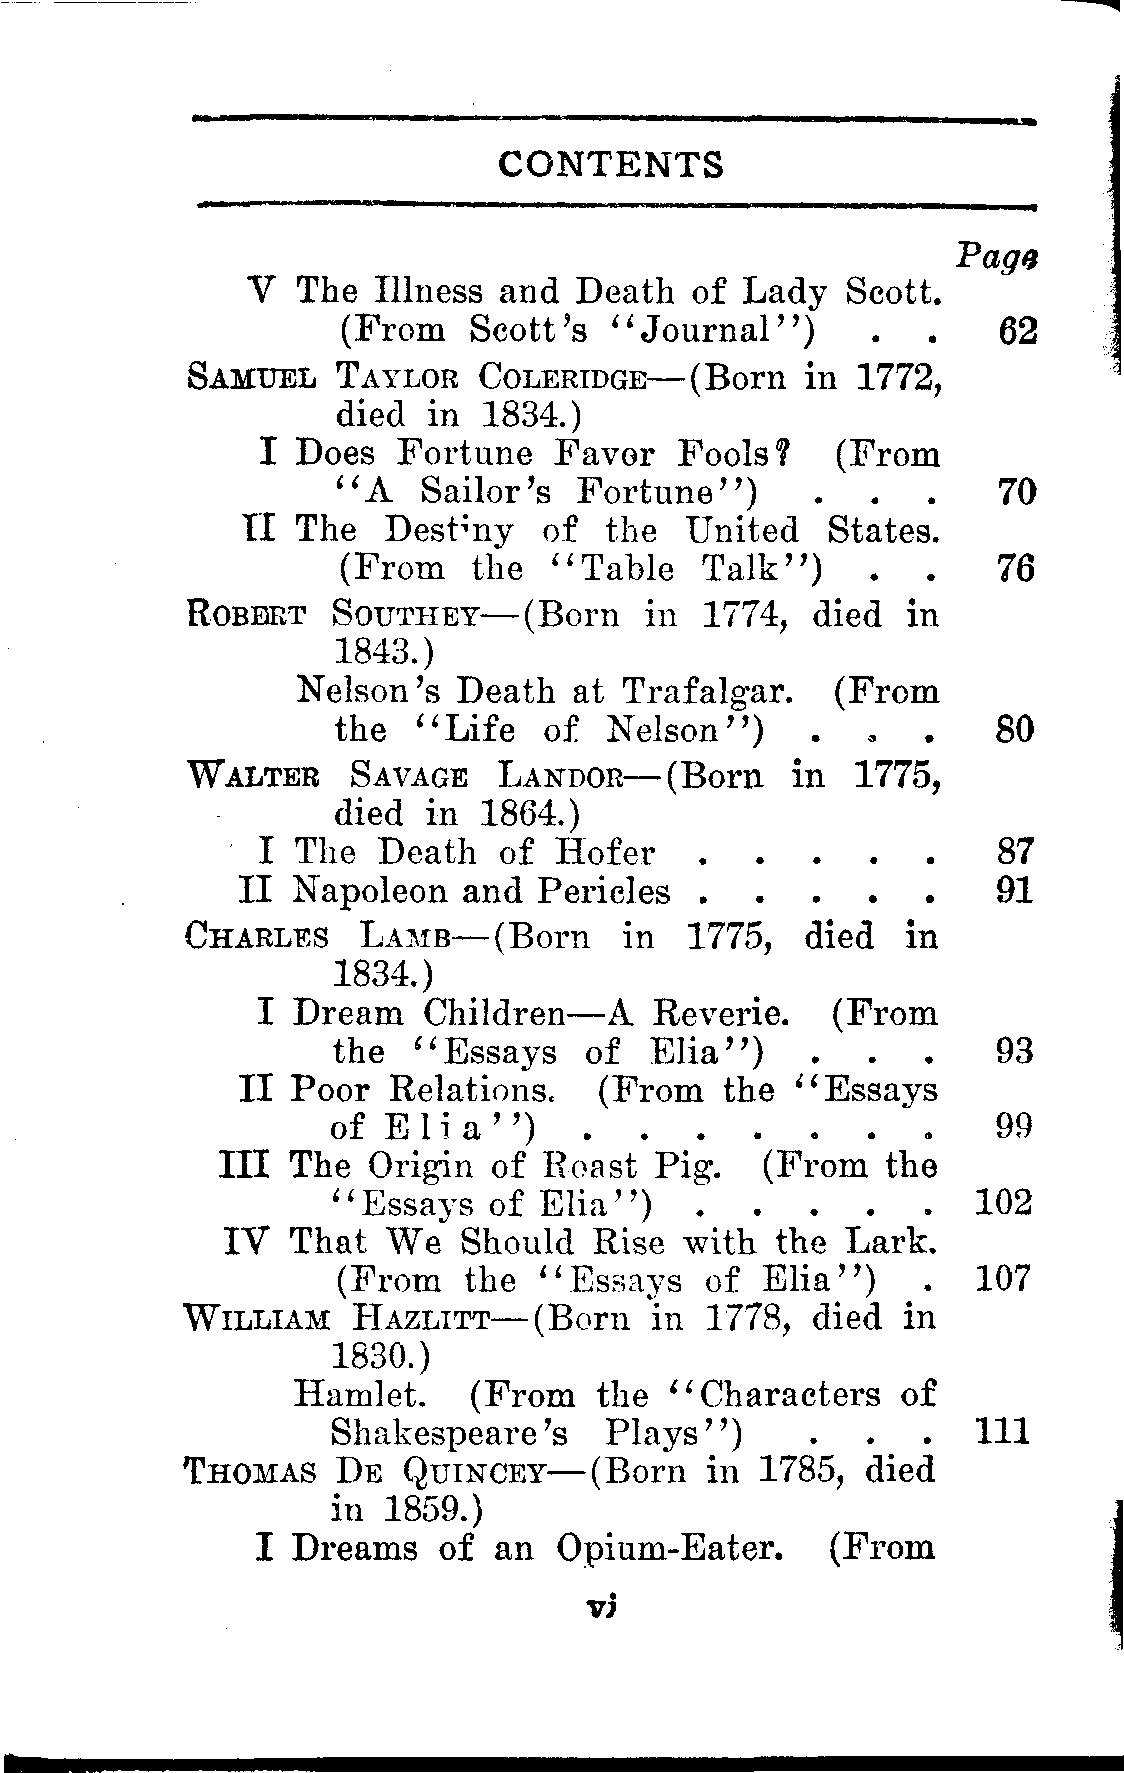 CONTENTS
Page
V The Illness and Death of Lady Scott.
(From Scott's "Journal") . . 62
SAMUEL TAYLOR COLERIDGE—(Born in 1772,
died in 1834.)
I Does Fortune Favor Fools? (From
"A Sailor's Fortune") . . . 70
II The Destiny of the United States.
(From the "Table Talk") . . 76
ROBERT SOUTHEY—(Born in 1774, died in
1843.)
Nelson's Death at Trafalgar. (From
the "Life of Nelson") . . . 80
WALTER SAVAGE LANDOR—(Born in 1775,
died in 1864.)
I The Death of Hofer . . . . . 87
II Napoleon and Pericles . . . . . 91
CHARLES LAMB—(Born in 1775, died in
1834.)
I Dream Children—A Reverie. (From
the "Essays of Elia") . . . 93
II Poor Relations. (From the "Essays
of Elia") . . . . . . . 99
III The Origin of Roast Pig. (From the
"Essays of Elia") . . . . . 102
IV That We Should Rise with the Lark.
(From the "Essays of Elia") . 107
WILLIAM HAZLITT—(Born in 1778, died in
1830.)
Hamlet. (From the "Characters of
Shakespeare's Plays") . . . 111
THOMAS DE QUINCEY—(Born in 1785, died
in 1859.)
I Dreams of an Opium-Eater. (From
vi